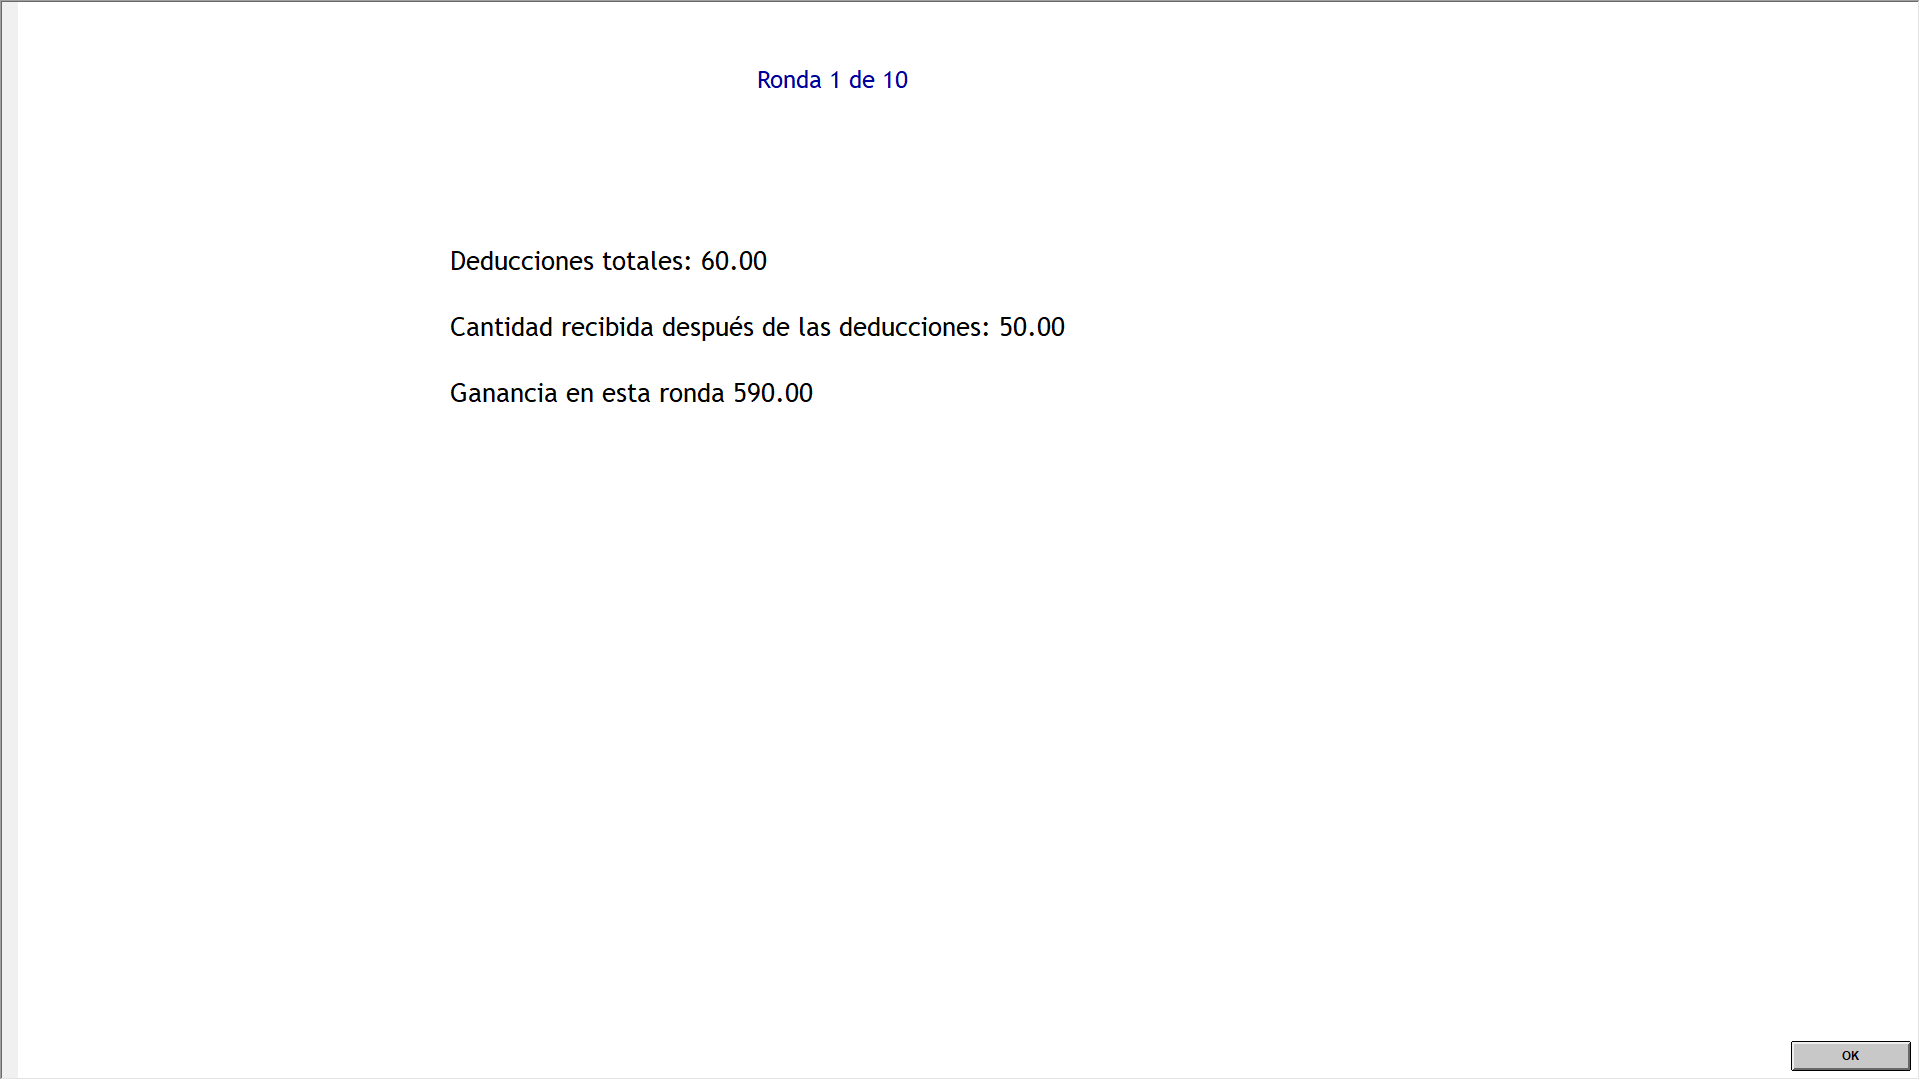 Ronda 1 de 10
Deducciones totales: 60.00
Cantidad recibida después de las deducciones: 50.00
Ganancia en esta ronda 590.00
OK